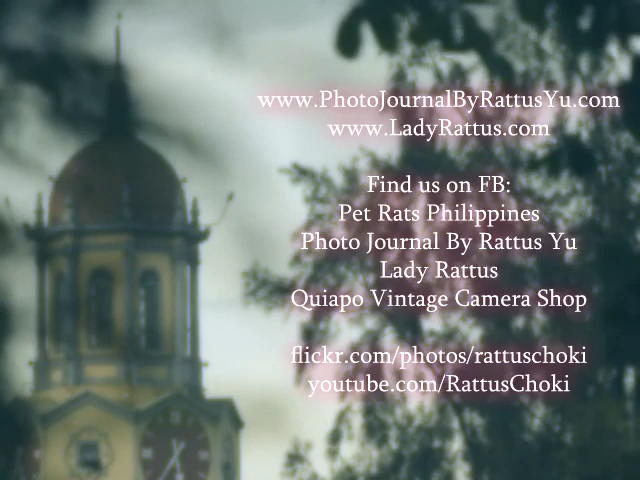 www.PhotoJournalByRattusYu.com
www.LadyRattus.com
Find us on FB:
Pet Rats Philippines
Photo Journal By Rattus Yu
Lady Rattus
Quiapo Vintage Camera Shop
flickr.com/photos/rattuschoki
youtube.com/RattusChoki